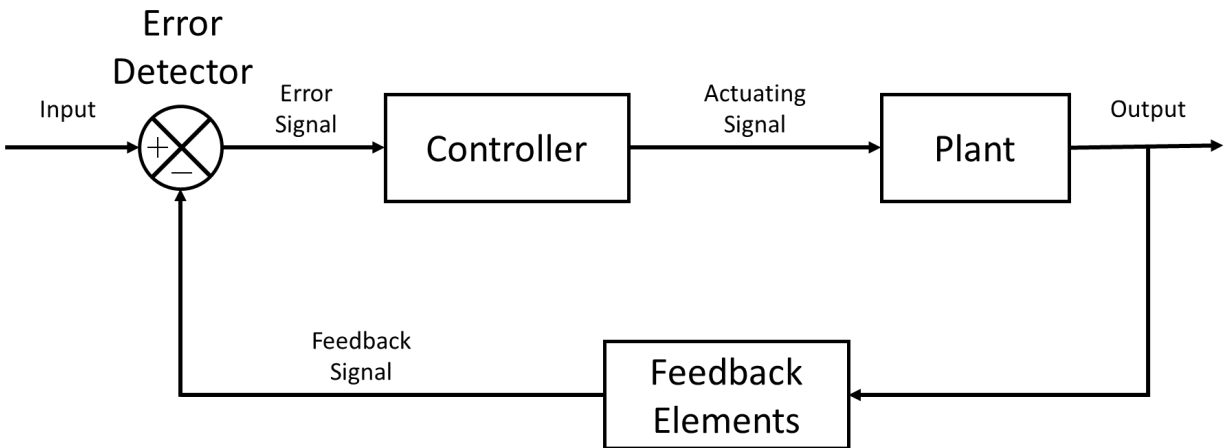 Error
Detector
Input
Error
Signal
Actuating
Signal
Output
+
Controller
Plant
−
Feedback
Signal
Feedback
Elements